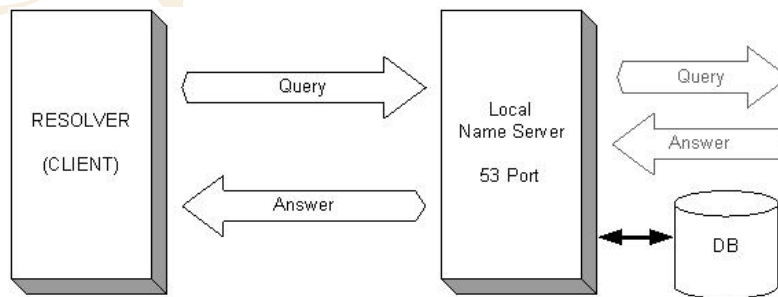 RESOLVER
(CLIENT)
Query
Answer
Local
Name Server
53 Port
Query
Answer
DB